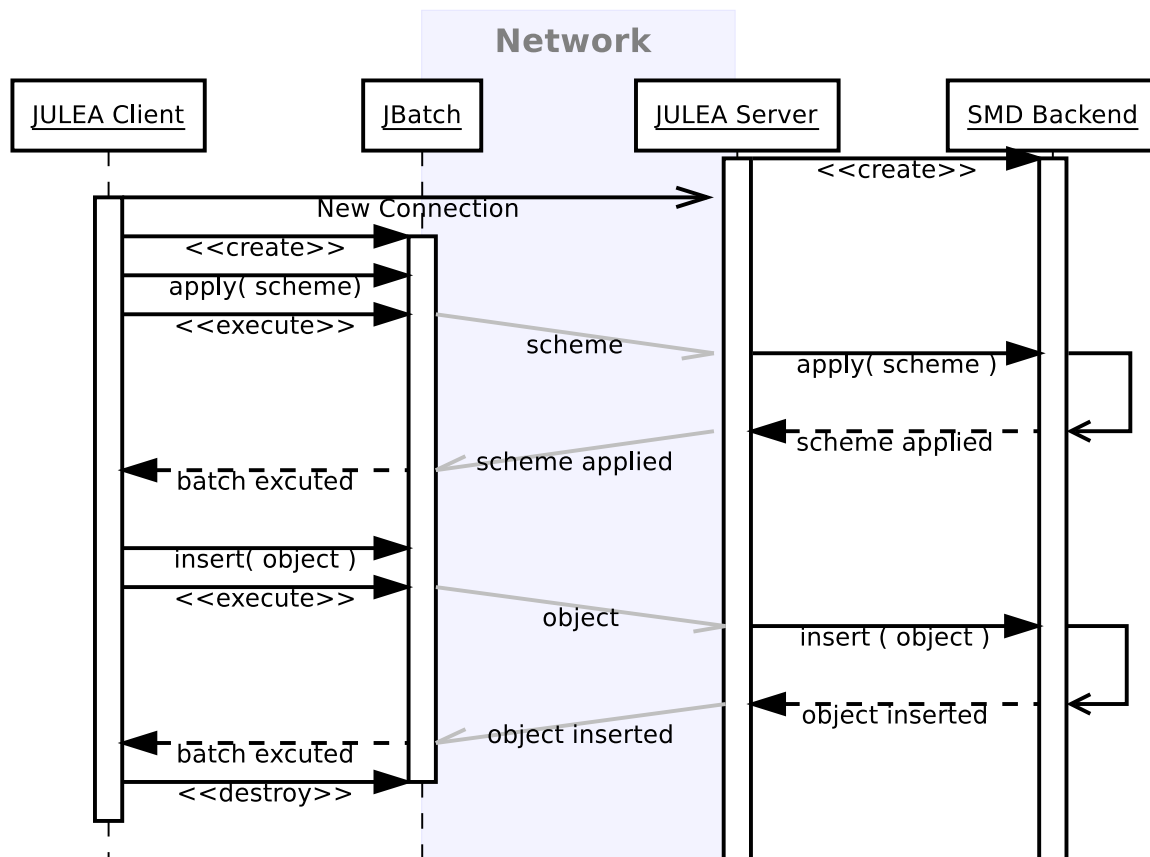 Network
JULEA Client
JBatch
JULEA Server
SMD Backend
<<create>>
New Connection
<<create>>
apply( scheme)
<<execute>>
scheme
apply( scheme )
scheme applied
scheme applied
batch excuted
insert( object )
<<execute>>
object
insert ( object )
object inserted
object inserted
batch excuted
<<destroy>>